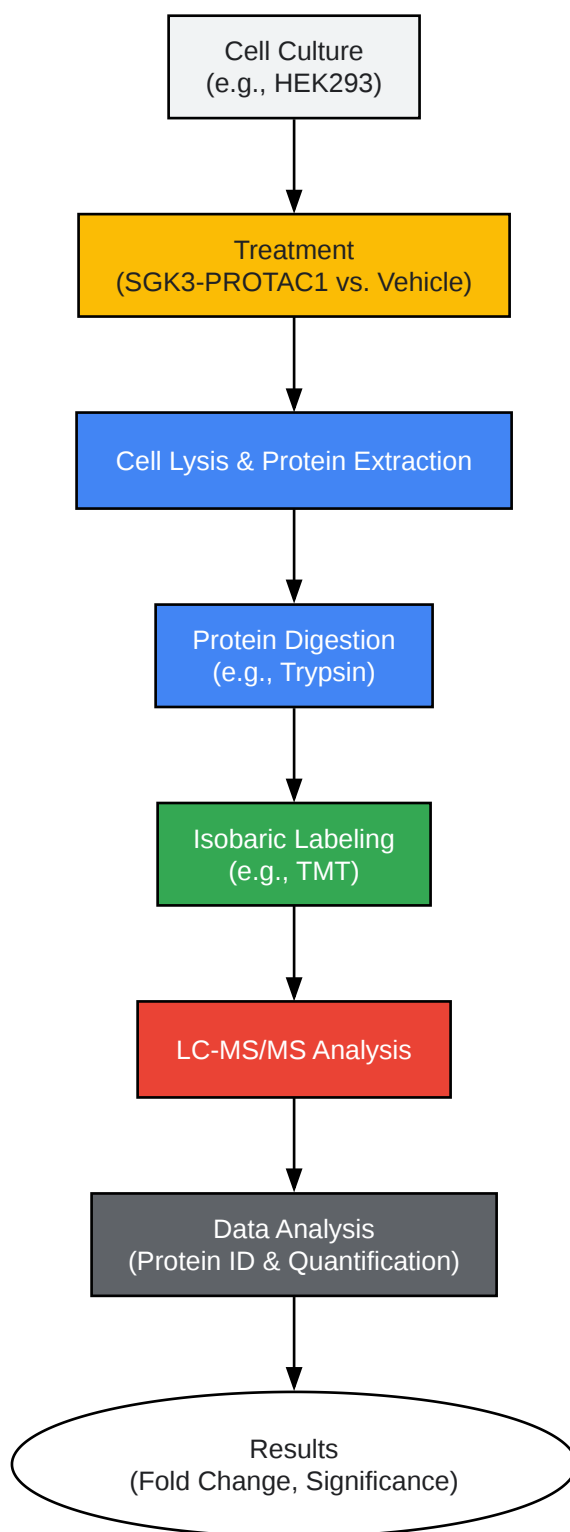 Cell Culture
(e.g., HEK293)
Treatment
(SGK3-PROTAC1 vs. Vehicle)
Cell Lysis & Protein Extraction
Protein Digestion
(e.g., Trypsin)
Isobaric Labeling
(e.g., TMT)
LC-MS/MS Analysis
Data Analysis
(Protein ID & Quantification)
Results
(Fold Change, Significance)